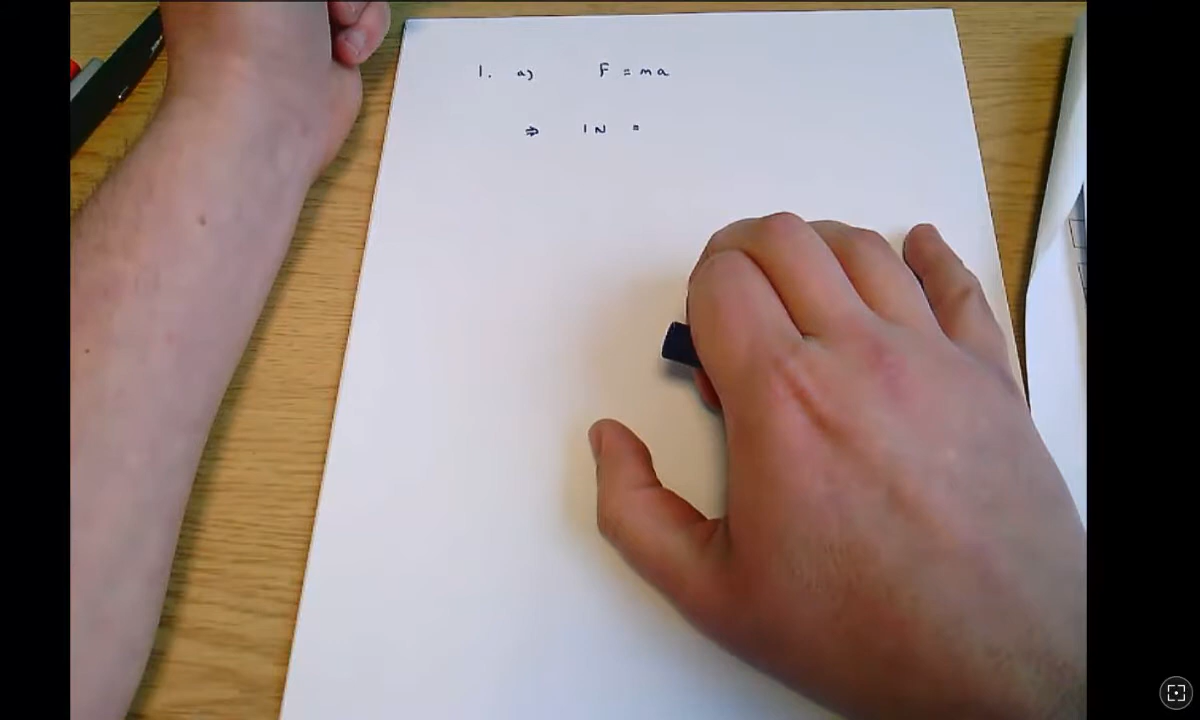 1. a) F = ma
⇒ 1N =